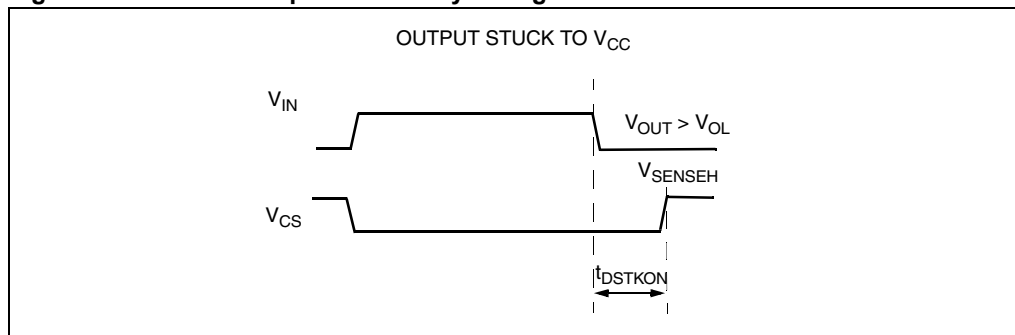 OUTPUT STUCK TO VCC
VIN
VOUT > VOL
VSENSEH
VCS
tDSTKON